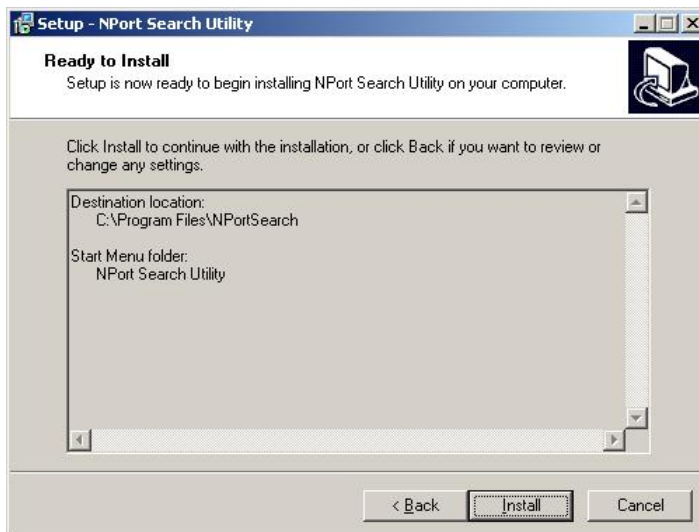 Setup - NPort Search Utility
Ready to Install
Setup is now ready to begin installing NPort Search Utility on your computer.
Click Install to continue with the installation, or click Back if you want to review or
change any settings.
Destination location:
C:\Program Files\NPortSearch
Start Menu folder:
NPort Search Utility
< Back
Install
Cancel